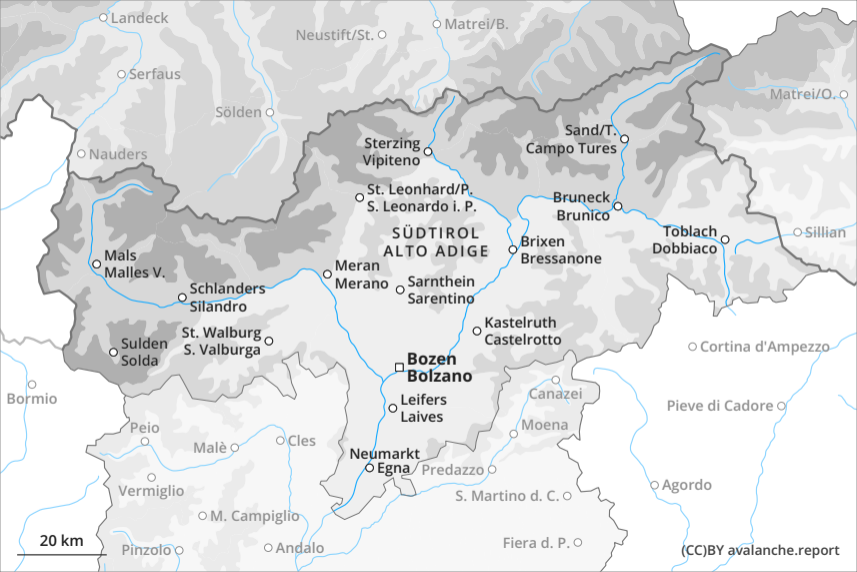 Landeck
Matrei/B.
Neustift/St.
Serfaus
Matrei/O.
Sölden
Sand/T.
Campo Tures
Sterzing
Vipiteno
Nauders
St. Leonhard/P.
S. Leonardo i. P.
Bruneck
Brunico
SÜDTIROL
ALTO ADIGE
Toblach
Dobbiaco
Sillian
Brixen
Bressanone
Mals
Malles V.
Meran
Merano
Sarnthein
Sarentino
Schlanders
Silandro
Kastelruth
Castelrotto
St. Walburg
S. Valburga
Sulden
Solda
Cortina d'Ampezzo
Bozen
Bolzano
Bormio
Canazei
Leifers
Laives
Pieve di Cadore
Moena
Peio
Malè
Cles
Neumarkt
Egna
Predazzo
Vermiglio
Agordo
S. Martino d. C.
M. Campiglio
20 km
Pinzolo
Andalo
Fiera d. P.
(CC)BY avalanche.report